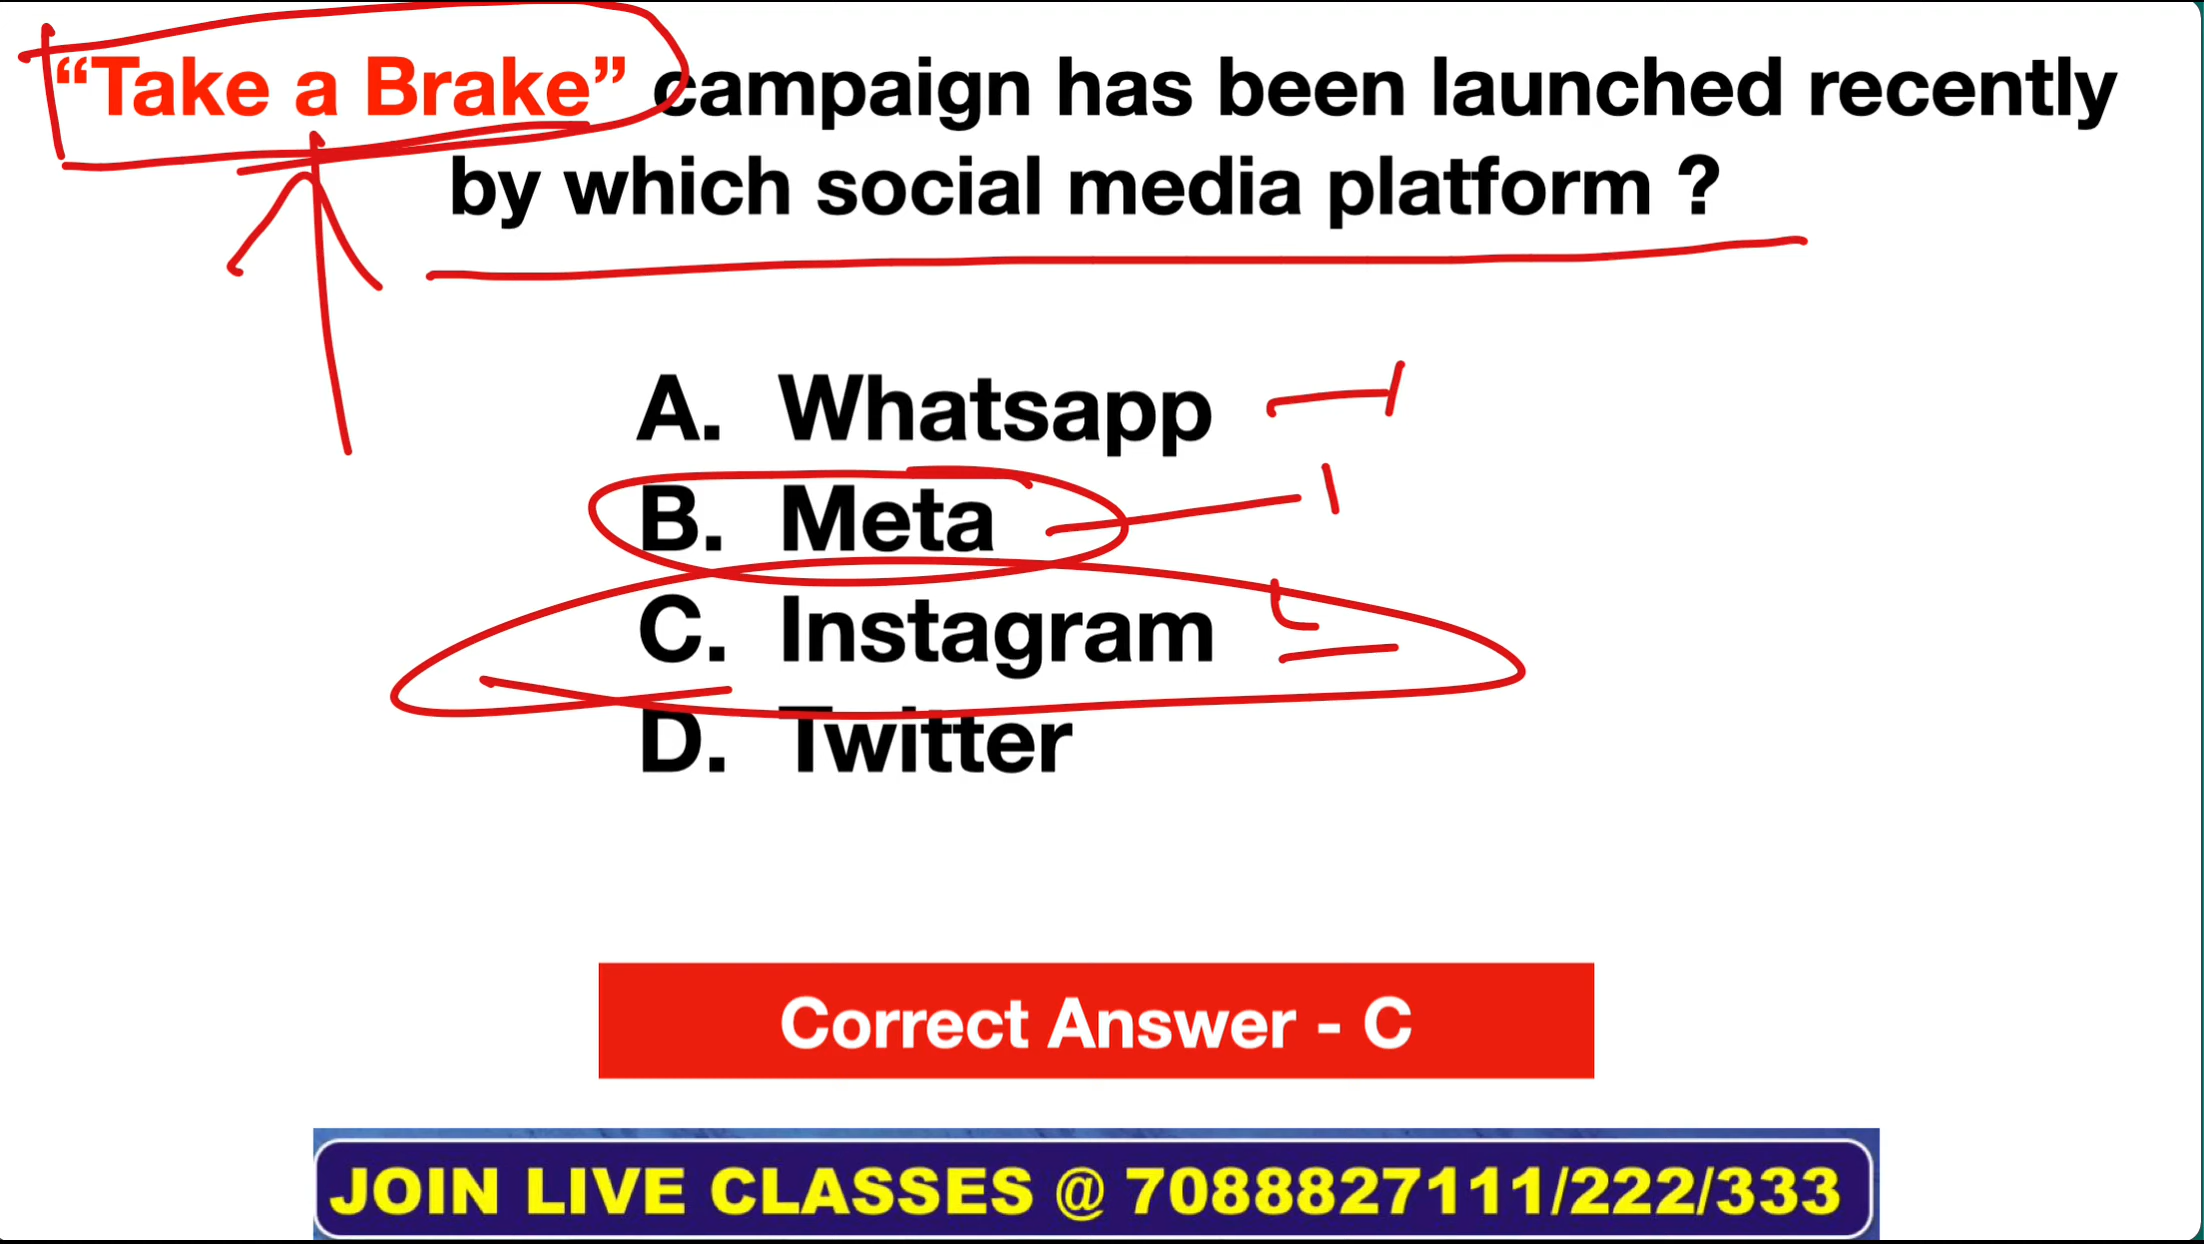 “Take a Brake” campaign has been launched recently
by which social media platform ?
A. Whatsapp
B. Meta
C. Instagram
D. Twitter
Correct Answer - C
JOIN LIVE CLASSES @ 7088827111/222/333